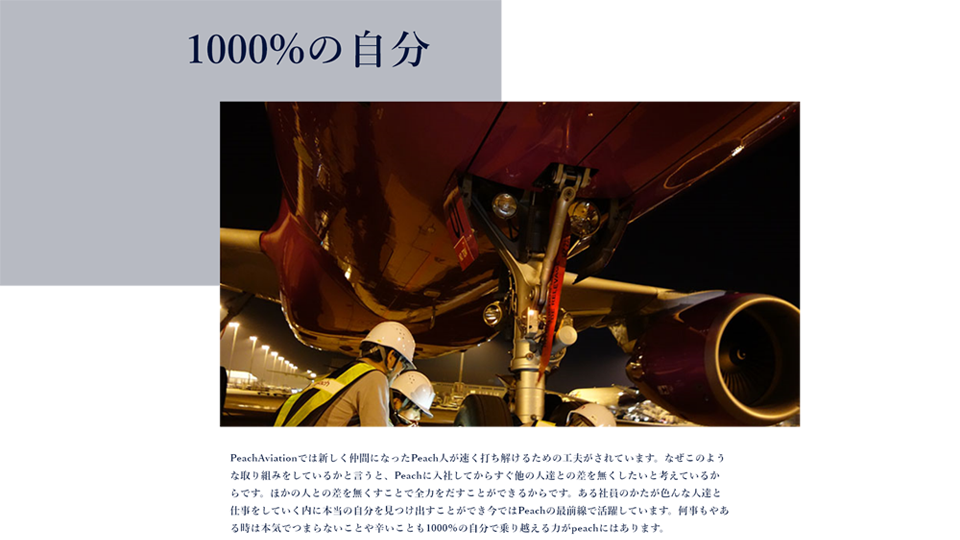 1000%の自分
PeachAviationでは新しく仲間になったPeach人が速く打ち解けるための工夫がされています。なぜこのよう
な取り組みをしているかと言うと、Peachに入社してからすぐ他の人達との差を無くしたいと考えているか
らです。ほかの人との差を無くすことで全力をだすことができるからです。ある社員のかたが色んな人達と
仕事をしていく内に本当の自分を見つけ出すことができ今ではPeachの最前線で活躍しています。何事もやあ
る時は本気でつまらないことや辛いことも1000%の自分で乗り越える力がpeachにはあります。